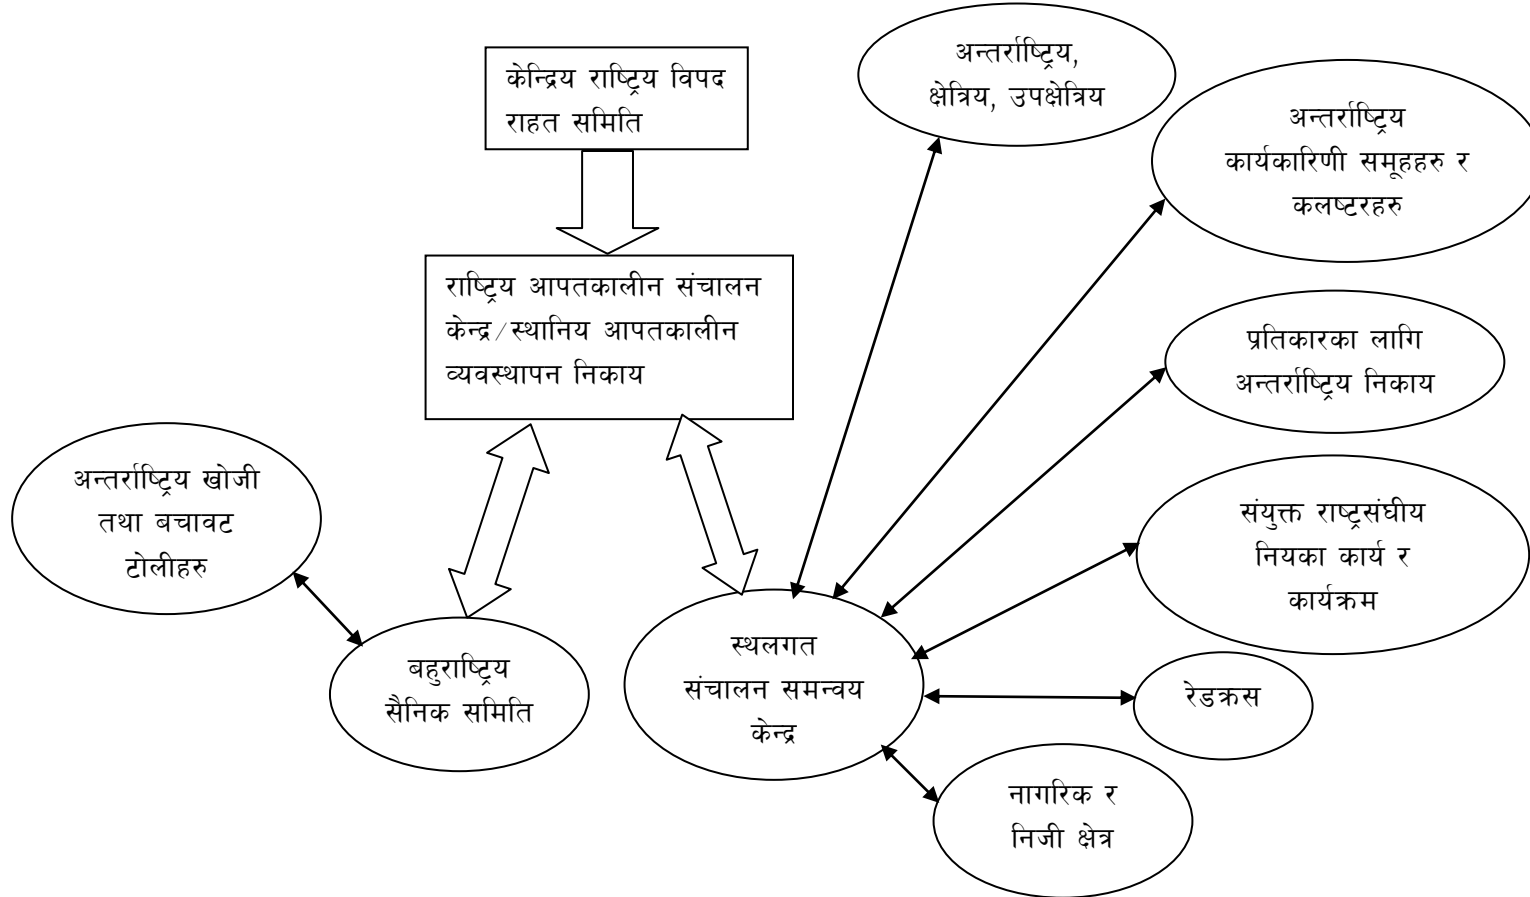 केन्द्रिय राष्ट्रिय विपद
राहत समिति
अन्तर्राष्ट्रिय,
क्षेत्रिय, उपक्षेत्रिय
अन्तर्राष्ट्रिय
कार्यकारिणी समूहहरु र
कलष्टरहरु
राष्ट्रिय आपतकालीन संचालन
केन्द्र/स्थानिय आपतकालीन
व्यवस्थापन निकाय
प्रतिकारका लागि
अन्तर्राष्ट्रिय निकाय
अन्तर्राष्ट्रिय खोजी
तथा बचावट
टोलीहरु
संयुक्त राष्ट्रसंघीय
नियका कार्य र
कार्यक्रम
बहुराष्ट्रिय
सैनिक समिति
स्थलगत
संचालन समन्वय
केन्द्र
रेडक्रस
नागरिक र
निजी क्षेत्र